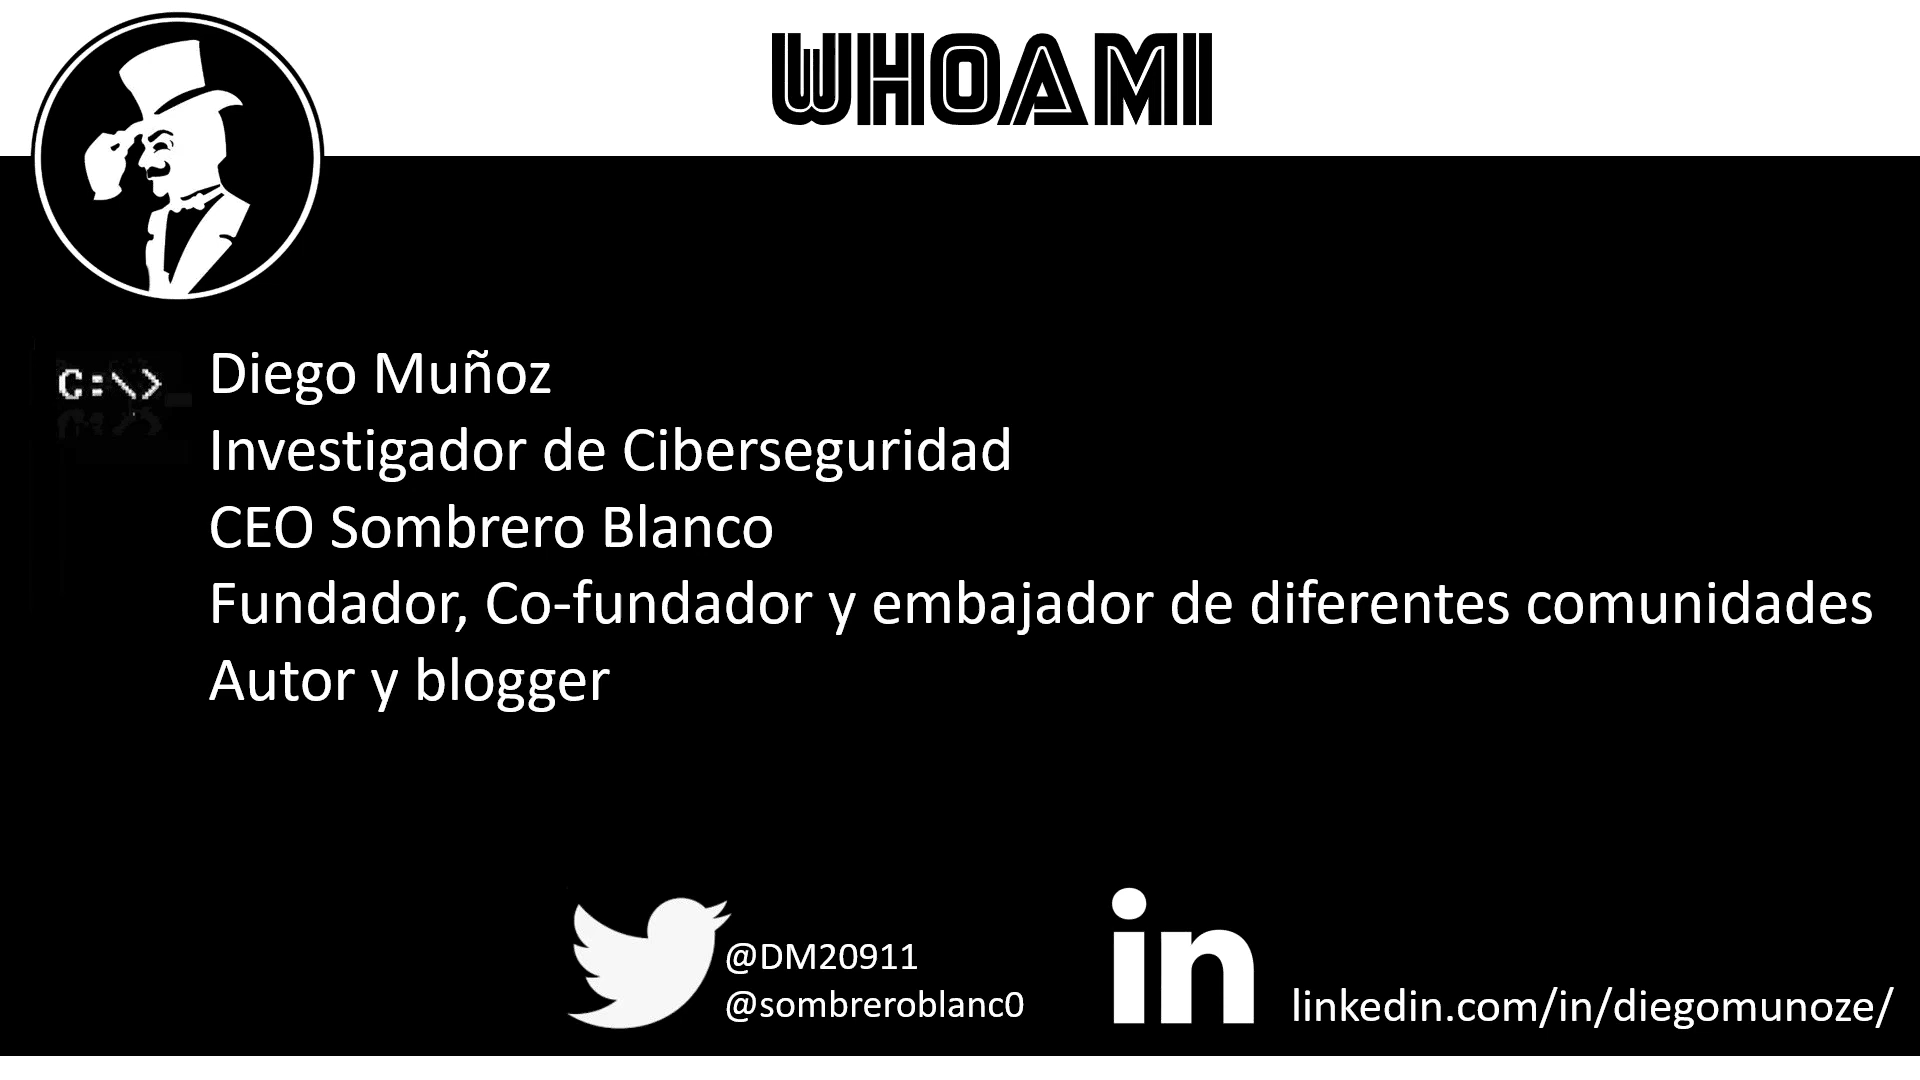 WHOAMI
C:\>_
Diego Muñoz
Investigador de Ciberseguridad
CEO Sombrero Blanco
Fundador, Co-fundador y embajador de diferentes comunidades
Autor y blogger
@DM20911
@sombreroblanc0
in
linkedin.com/in/diegomunoze/